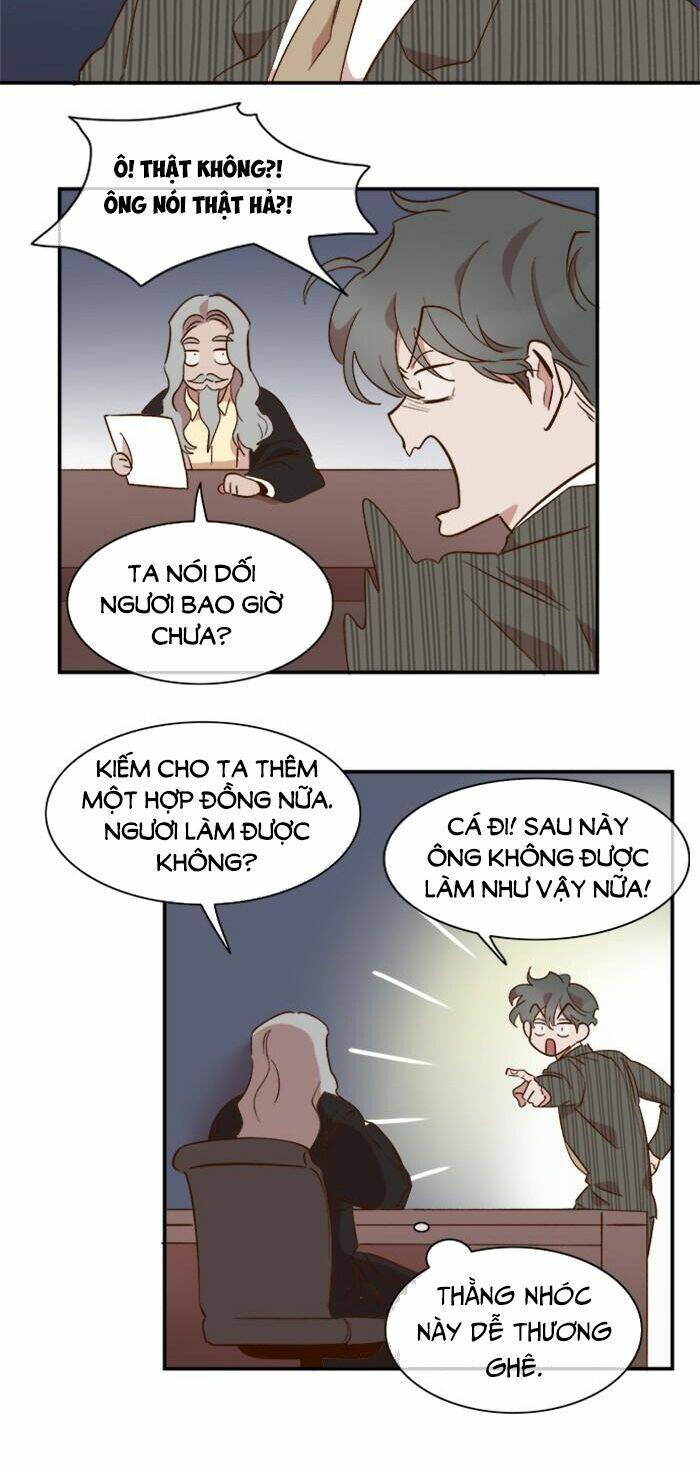 Ô! THẬT KHÔNG?!
ÔNG NÓI THẬT HẢ?!
TA NÓI DỐI
NGƯƠI BAO GIỜ
CHƯA?
KIẾM CHO TA THÊM
MỘT HỢP ĐỒNG NỮA.
NGƯƠI LÀM ĐƯỢC
KHÔNG?
CÁ ĐI! SAU NÀY
ÔNG KHÔNG ĐƯỢC
LÀM NHƯ VẬY NỮA!
THẰNG NHÓC
NÀY DỄ THƯƠNG
GHÊ.